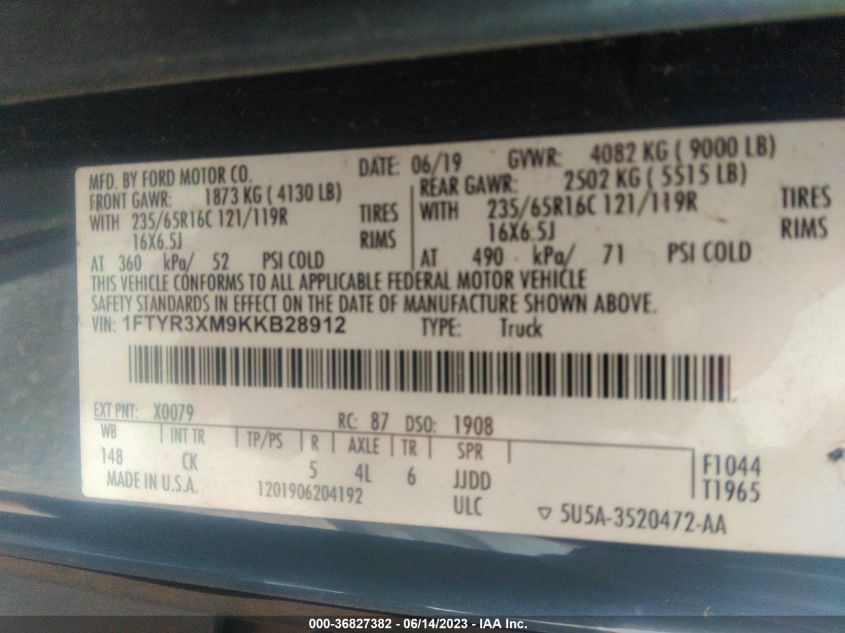 MFD. BY FORD MOTOR CO. DATE: 06/19 GVWR: 4082 KG ( 9000 LB)
FRONT GAWR: 1873 KG ( 4130 LB) REAR GAWR: 2502 KG ( 5515 LB)
WITH 235/65R16C 121/119R TIRES WITH 235/65R16C 121/119R TIRES
16X6.5J RIMS 16X6.5J RIMS
AT 360 kPa/ 52 PSI COLD AT 490 kPa/ 71 PSI COLD
THIS VEHICLE CONFORMS TO ALL APPLICABLE FEDERAL MOTOR VEHICLE
SAFETY STANDARDS IN EFFECT ON THE DATE OF MANUFACTURE SHOWN ABOVE.
VIN: 1FTYR3XM9KKB28912 TYPE: Truck
EXT PNT: X0079 RC: 87 DSO: 1908
WB INT TR TP/PS R AXLE TR SPR
148 CK 5 4L 6 JJDD F1044
MADE IN U.S.A. 1201906204192 ULC T1965
5U5A-3520472-AA
000-36827382 - 06/14/2023 - IAA Inc.